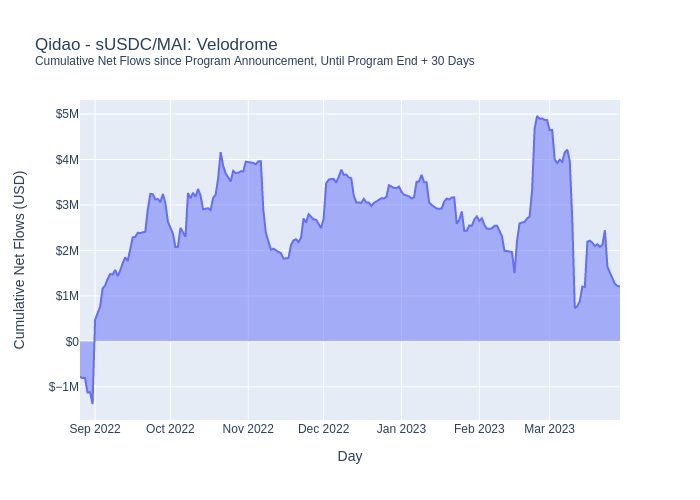 Qidao - sUSDC/MAI: Velodrome
Cumulative Net Flows since Program Announcement, Until Program End + 30 Days
Cumulative Net Flows (USD)
$5M
$4M
$3M
$2M
$1M
$0
$−1M
Sep 2022 Oct 2022 Nov 2022 Dec 2022 Jan 2023 Feb 2023 Mar 2023
Day